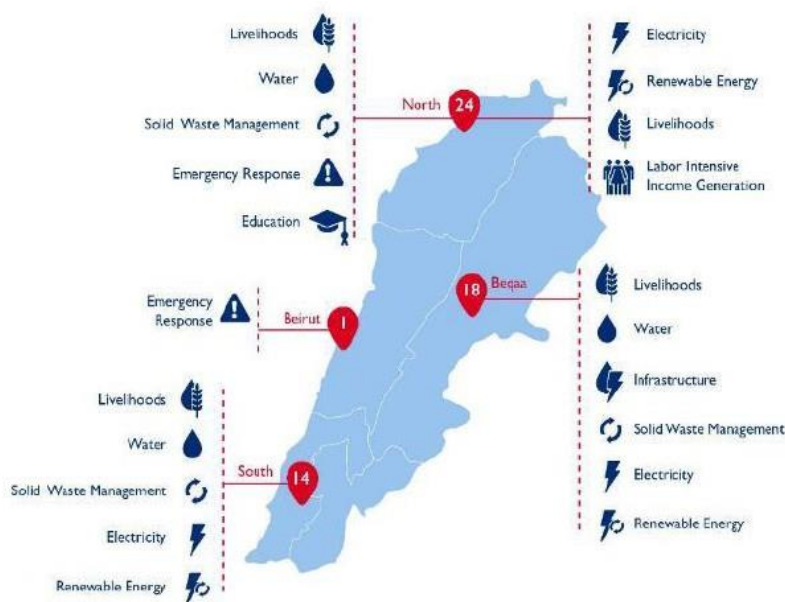 Livelihoods
Water
Solid Waste Management
Emergency Response
Education
North
24
Electricity
Renewable Energy
Livelihoods
Labor Intensive
Income Generation
Emergency
Response
Beirut
1
18
Beqaa
Livelihoods
Water
Infrastructure
Solid Waste Management
Electricity
Renewable Energy
Livelihoods
Water
Solid Waste Management
Electricity
Renewable Energy
South
14